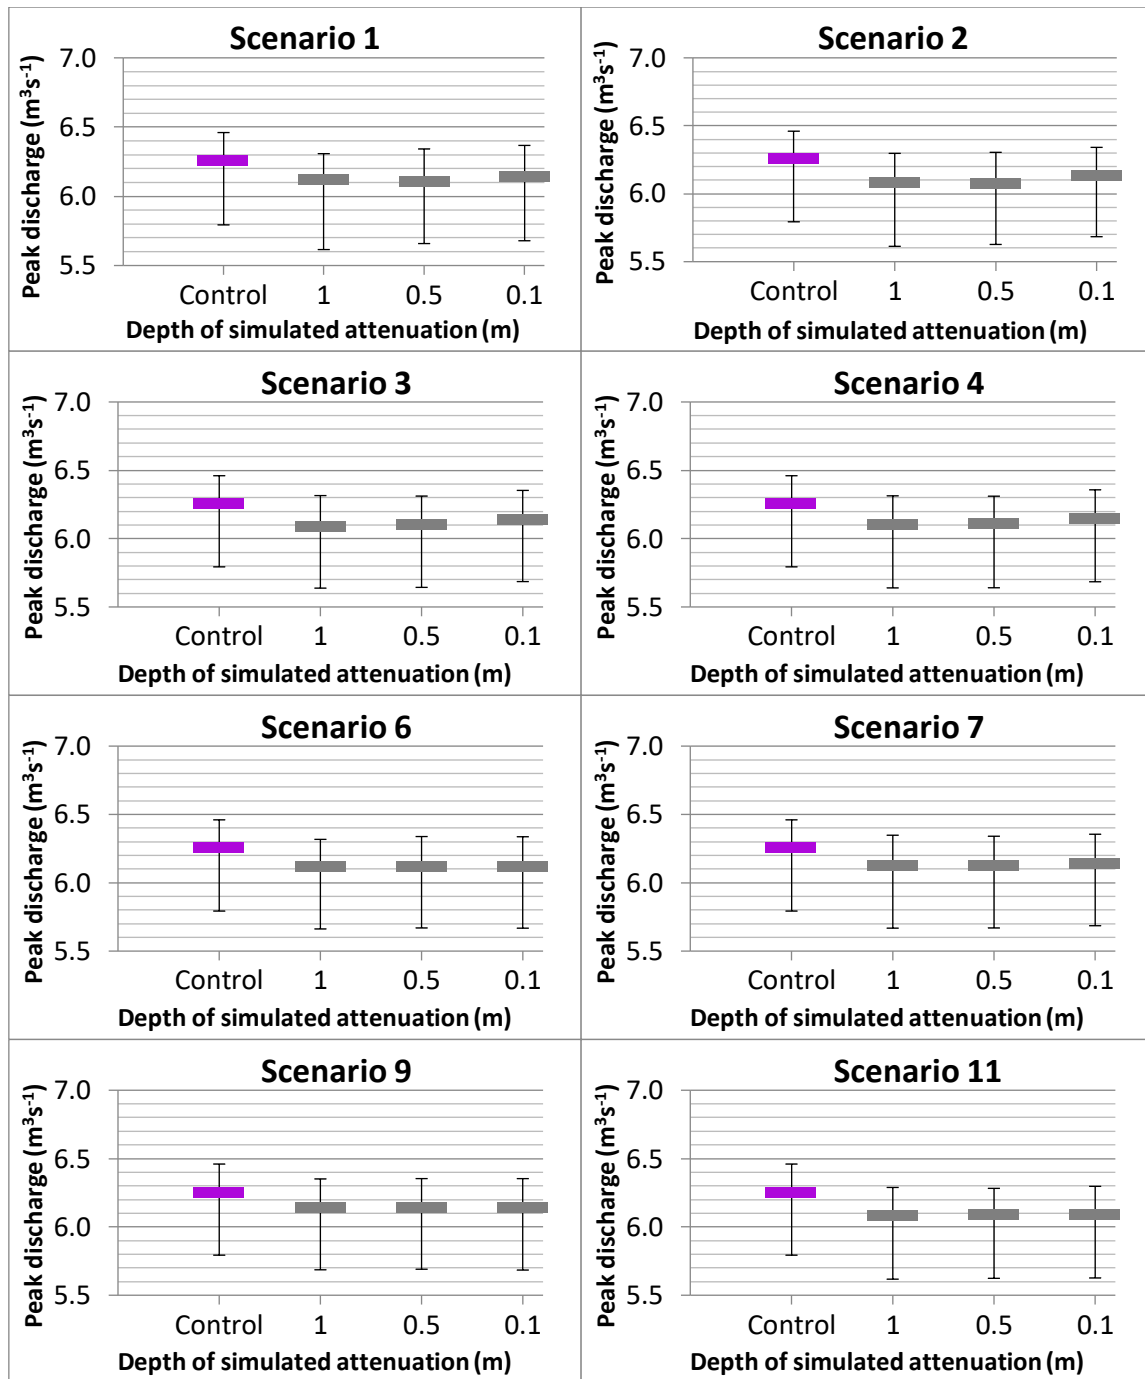 Scenario 1
Peak discharge (m³s⁻¹)
7.0
6.5
6.0
5.5
Control 1 0.5 0.1
Depth of simulated attenuation (m)
Scenario 2
Peak discharge (m³s⁻¹)
7.0
6.5
6.0
5.5
Control 1 0.5 0.1
Depth of simulated attenuation (m)
Scenario 3
Peak discharge (m³s⁻¹)
7.0
6.5
6.0
5.5
Control 1 0.5 0.1
Depth of simulated attenuation (m)
Scenario 4
Peak discharge (m³s⁻¹)
7.0
6.5
6.0
5.5
Control 1 0.5 0.1
Depth of simulated attenuation (m)
Scenario 6
Peak discharge (m³s⁻¹)
7.0
6.5
6.0
5.5
Control 1 0.5 0.1
Depth of simulated attenuation (m)
Scenario 7
Peak discharge (m³s⁻¹)
7.0
6.5
6.0
5.5
Control 1 0.5 0.1
Depth of simulated attenuation (m)
Scenario 9
Peak discharge (m³s⁻¹)
7.0
6.5
6.0
5.5
Control 1 0.5 0.1
Depth of simulated attenuation (m)
Scenario 11
Peak discharge (m³s⁻¹)
7.0
6.5
6.0
5.5
Control 1 0.5 0.1
Depth of simulated attenuation (m)